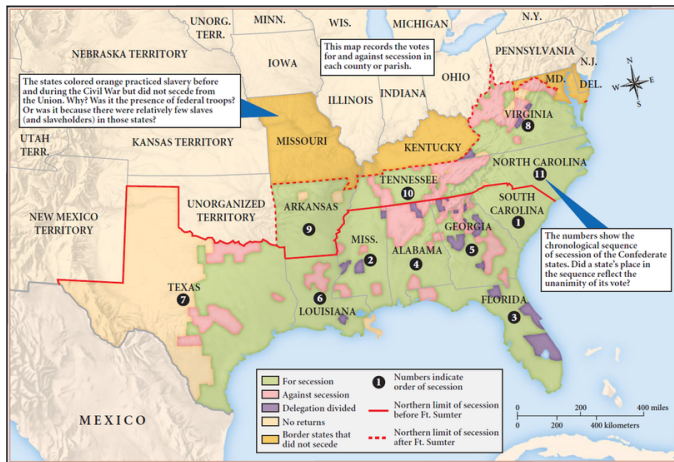 UNORG.
TERR.
MINN.
WIS.
MICHIGAN
N.Y.
NEBRASKA TERRITORY
IOWA
This map records the votes
for and against secession in
each county or parish.
OHIO
PENNSYLVANIA
N.J.
MD.
DEL.
N
W
E
S
The states colored orange practiced slavery before
and during the Civil War but did not secede from
the Union. Why? Was it the presence of federal troops?
Or was it because there were relatively few slaves
(and slaveholders) in those states?
ILLINOIS
INDIANA
UTAH
TERR.
KANSAS TERRITORY
MISSOURI
KENTUCKY
VIRGINIA
8
NORTH CAROLINA
11
TENNESSEE
10
NEW MEXICO
TERRITORY
UNORGANIZED
TERRITORY
ARKANSAS
9
SOUTH
CAROLINA
1
MISS.
2
ALABAMA
4
GEORGIA
5
The numbers show the
chronological sequence
of secession of the Confederate
states. Did a state's place in
the sequence reflect the
unanimity of its vote?
TEXAS
7
6
LOUISIANA
FLORIDA
3
MEXICO
For secession
Against secession
Delegation divided
No returns
Border states that
did not secede
1
Numbers indicate
order of secession
Northern limit of secession
before Ft. Sumter
Northern limit of secession
after Ft. Sumter
0
200
400 miles
0
200
400 kilometers